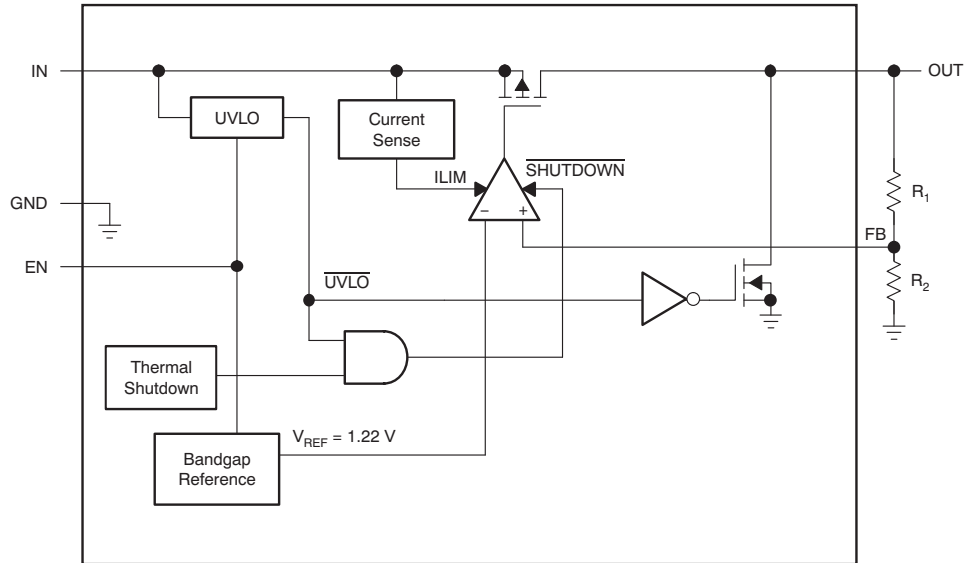 IN
OUT
UVLO
Current
Sense
ILIM
SHUTDOWN
R1
GND
− +
FB
EN
UVLO
R2
Thermal
Shutdown
VREF = 1.22 V
Bandgap
Reference